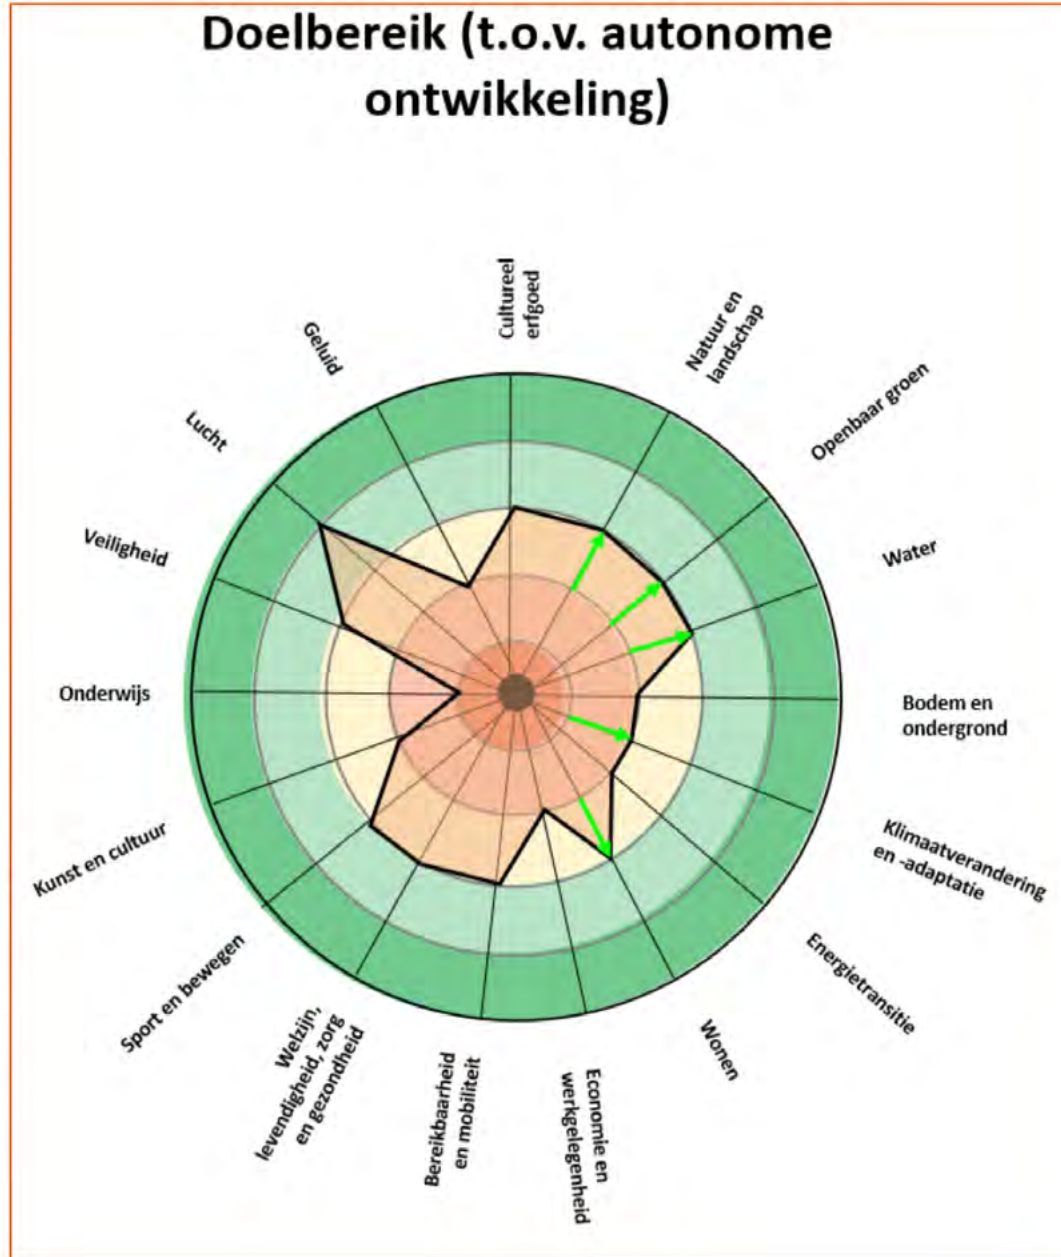 Doelbereik (t.o.v. autonome
ontwikkeling)
Cultureel
erfgoed
Natuur en
landschap
Openbaar groen
Water
Bodem en
ondergrond
Klimaatverandering
en -adaptatie
Energietransitie
Wonen
Economie en
werkgelegenheid
Bereikbaarheid
en mobiliteit
Welzijn,
levendigheid, zorg
en gezondheid
Sport en bewegen
Kunst en cultuur
Onderwijs
Veiligheid
Lucht
Geluid